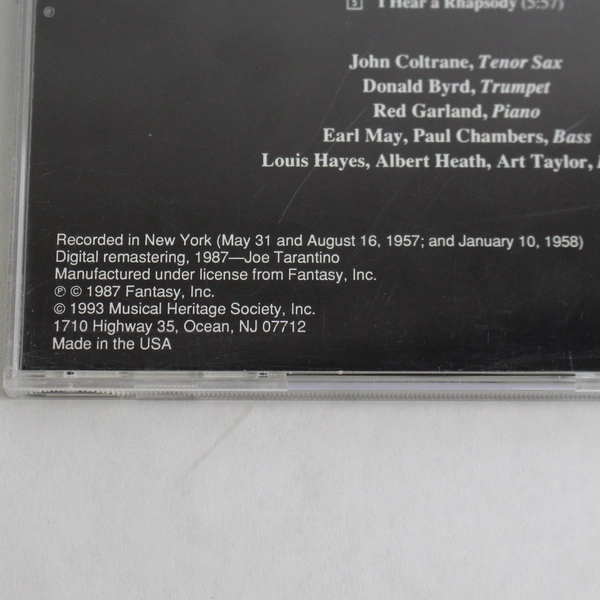 5 I Hear a Rhapsody (5:57)
John Coltrane, Tenor Sax
Donald Byrd, Trumpet
Red Garland, Piano
Earl May, Paul Chambers, Bass
Louis Hayes, Albert Heath, Art Taylor,
Recorded in New York (May 31 and August 16, 1957; and January 10, 1958)
Digital remastering, 1987—Joe Tarantino
Manufactured under license from Fantasy, Inc.
℗ © 1987 Fantasy, Inc.
© 1993 Musical Heritage Society, Inc.
1710 Highway 35, Ocean, NJ 07712
Made in the USA